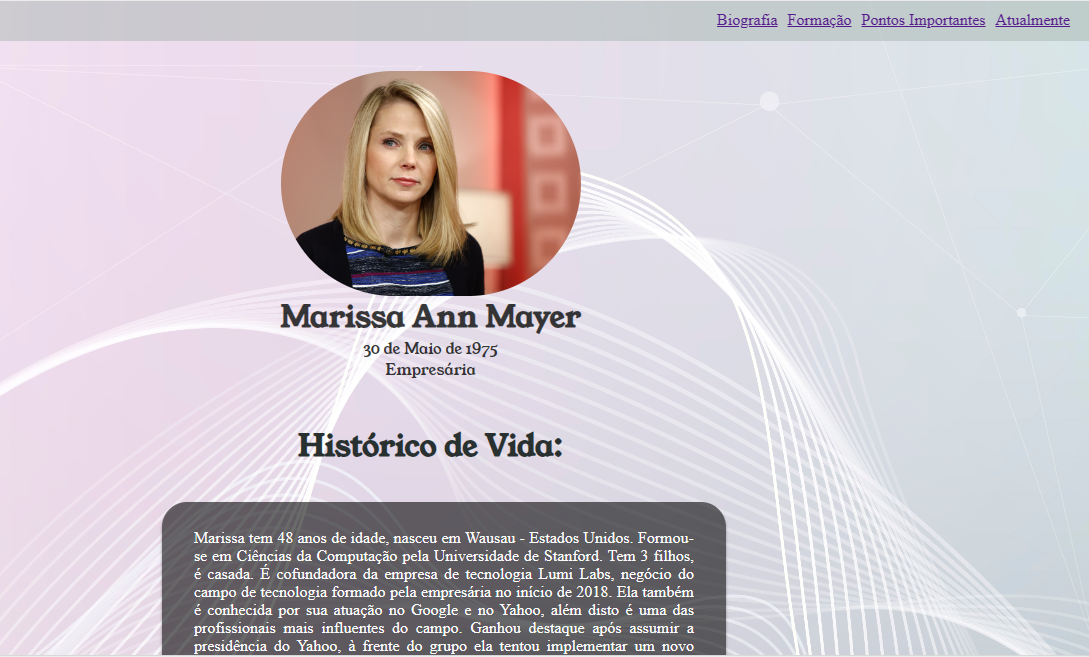 Biografia Formação Pontos Importantes Atualmente
Marissa Ann Mayer
30 de Maio de 1975
Empresária
Histórico de Vida:
Marissa tem 48 anos de idade, nasceu em Wausau - Estados Unidos. Formou-
se em Ciências da Computação pela Universidade de Stanford. Tem 3 filhos,
é casada. É cofundadora da empresa de tecnologia Lumi Labs, negócio do
campo de tecnologia formado pela empresária no início de 2018. Ela também
é conhecida por sua atuação no Google e no Yahoo, além disto é uma das
profissionais mais influentes do campo. Ganhou destaque após assumir a
presidência do Yahoo, à frente do grupo ela tentou implementar um novo